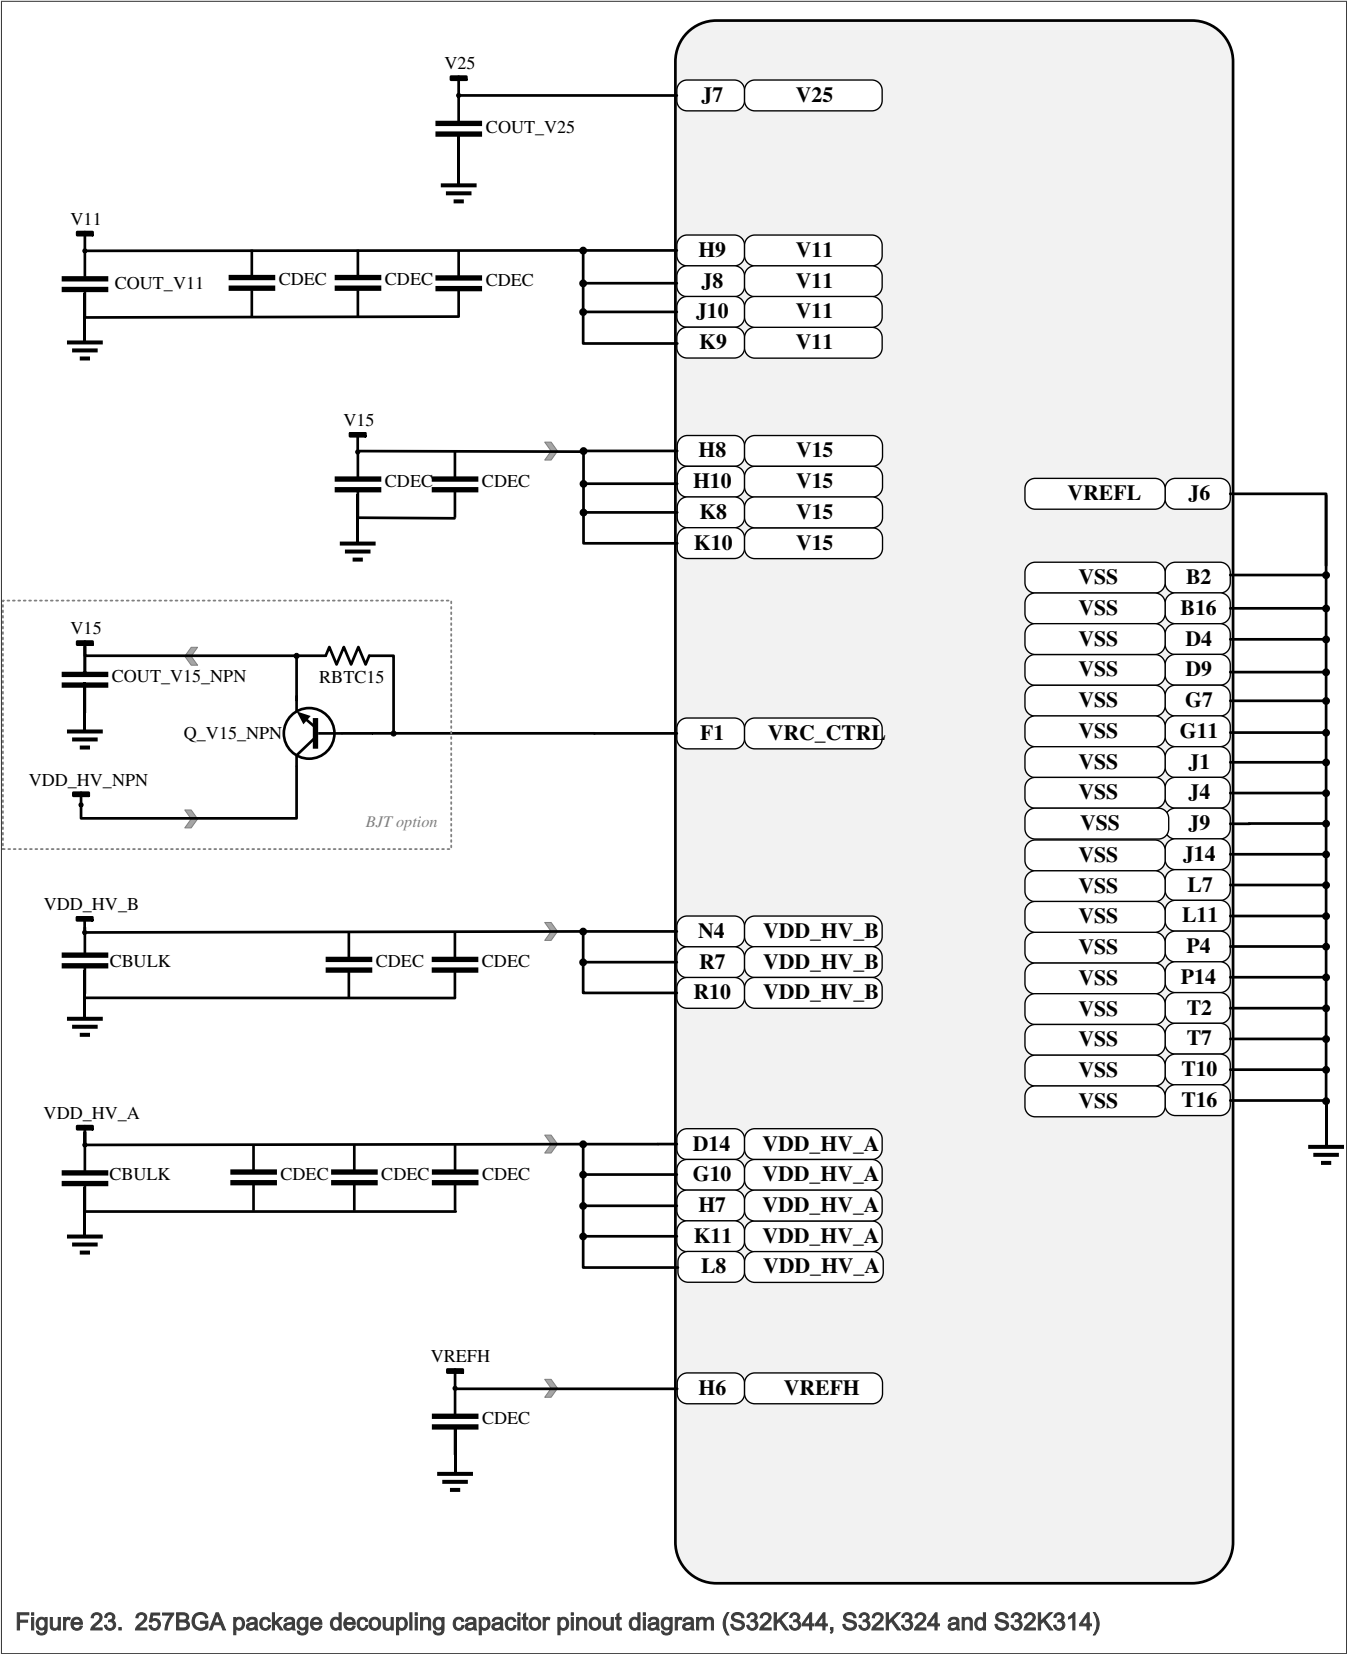 V25
J7 V25
COUT_V25
V11
H9 V11
COUT_V11 CDEC CDEC CDEC J8 V11
J10 V11
K9 V11
V15
H8 V15
CDEC CDEC H10 V15
VREFL J6
K8 V15
K10 V15
VSS B2
VSS B16
V15
VSS D4
COUT_V15_NPN RBTC15
VSS D9
VSS G7
Q_V15_NPN F1 VRC_CTRL
VSS G11
VSS J1
VDD_HV_NPN
VSS J4
BJT option
VSS J9
VSS J14
VSS L7
VDD_HV_B
VSS L11
N4 VDD_HV_B
VSS P4
CBULK CDEC CDEC R7 VDD_HV_B
VSS P14
R10 VDD_HV_B
VSS T2
VSS T7
VSS T10
VSS T16
VDD_HV_A
D14 VDD_HV_A
CBULK CDEC CDEC CDEC G10 VDD_HV_A
H7 VDD_HV_A
K11 VDD_HV_A
L8 VDD_HV_A
VREFH
H6 VREFH
CDEC
Figure 23. 257BGA package decoupling capacitor pinout diagram (S32K344, S32K324 and S32K314)